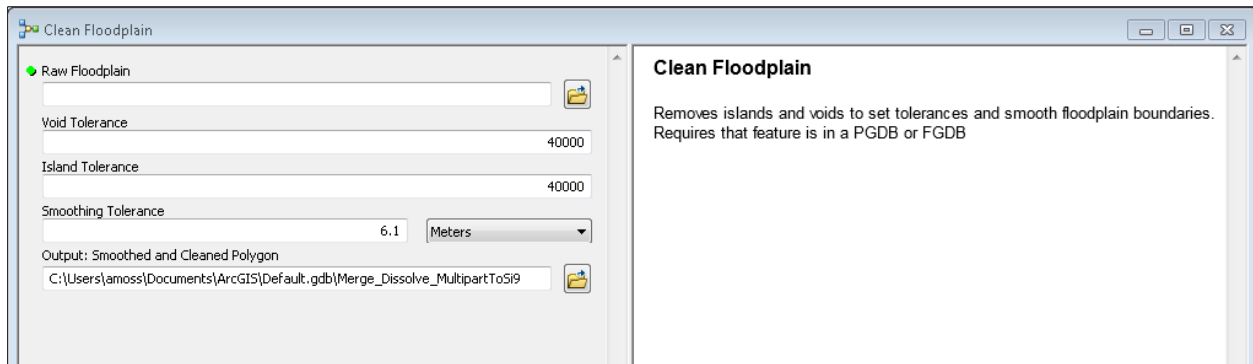 Clean Floodplain
Raw Floodplain
Void Tolerance
40000
Island Tolerance
40000
Smoothing Tolerance
6.1 Meters
Output: Smoothed and Cleaned Polygon
C:\Users\amoss\Documents\ArcGIS\Default.gdb\Merge_Dissolve_MultipartToSi9
Clean Floodplain
Removes islands and voids to set tolerances and smooth floodplain boundaries.
Requires that feature is in a PGDB or FGDB